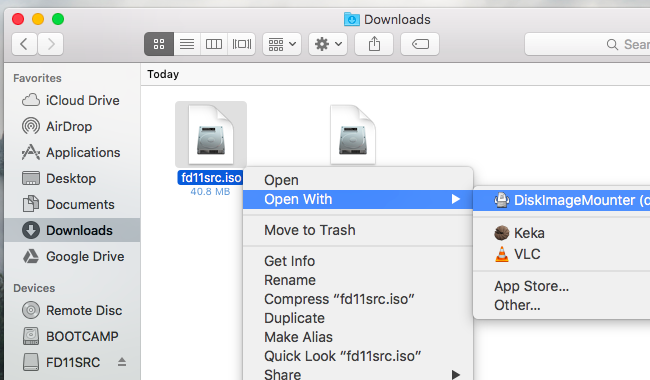 Downloads
Sear
Favorites
iCloud Drive
AirDrop
Applications
Desktop
Documents
Downloads
Google Drive
Devices
Remote Disc
BOOTCAMP
FD11SRC
Today
fd11src.iso
40.8 MB
Open
Open With
Move to Trash
Get Info
Rename
Compress “fd11src.iso”
Duplicate
Make Alias
Quick Look “fd11src.iso”
Share
DiskImageMounter (d
Keka
VLC
App Store...
Other...